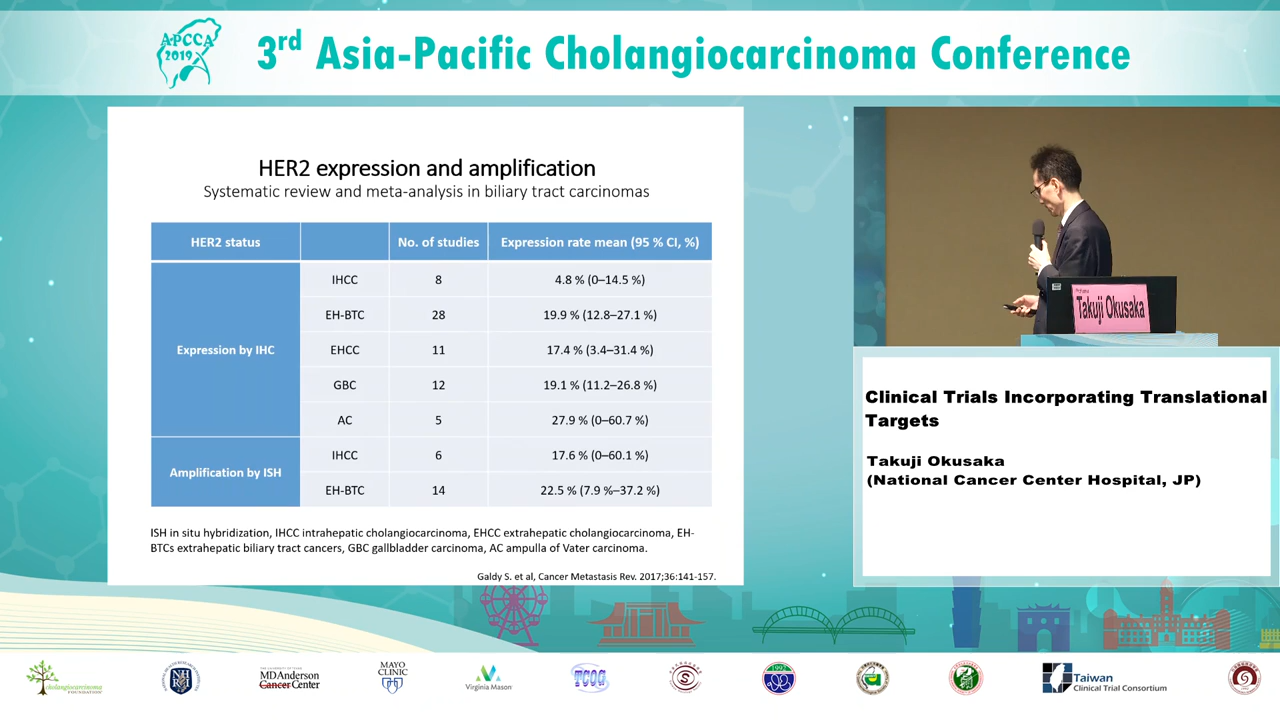 APCCA
2019
3rd Asia-Pacific Cholangiocarcinoma Conference
HER2 expression and amplification
Systematic review and meta-analysis in biliary tract carcinomas
HER2 status No. of studies Expression rate mean (95 % CI, %)
Expression by IHC
IHCC 8 4.8 % (0–14.5 %)
EH-BTC 28 19.9 % (12.8–27.1 %)
EHCC 11 17.4 % (3.4–31.4 %)
GBC 12 19.1 % (11.2–26.8 %)
AC 5 27.9 % (0–60.7 %)
Amplification by ISH
IHCC 6 17.6 % (0–60.1 %)
EH-BTC 14 22.5 % (7.9 %–37.2 %)
ISH in situ hybridization, IHCC intrahepatic cholangiocarcinoma, EHCC extrahepatic cholangiocarcinoma, EH-
BTCs extrahepatic biliary tract cancers, GBC gallbladder carcinoma, AC ampulla of Vater carcinoma.
Galdy S. et al, Cancer Metastasis Rev. 2017;36:141-157.
Takuji Okusaka
Clinical Trials Incorporating Translational
Targets
Takuji Okusaka
(National Cancer Center Hospital, JP)
cholangiocarcinoma
FOUNDATION
NHRI
MDAnderson
Cancer Center
MAYO
CLINIC
Virginia Mason
TCOG
S
1992
Taiwan
Clinical Trial Consortium